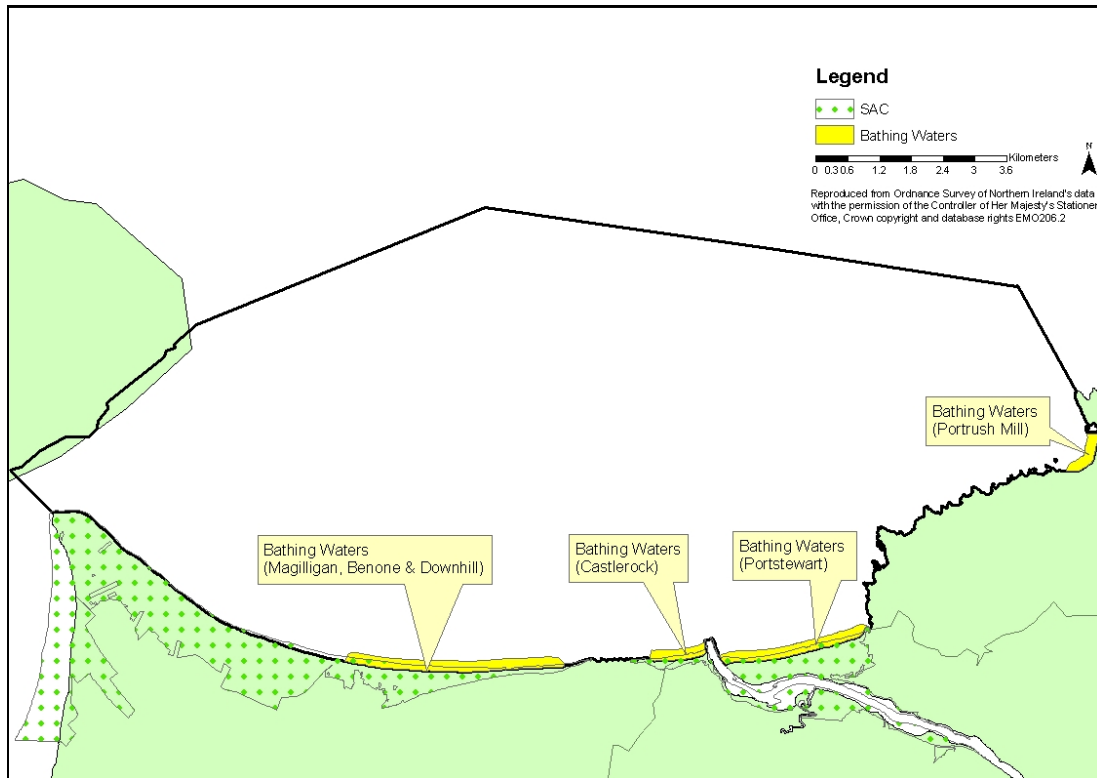 Legend
SAC
Bathing Waters
Kilometers
0 0.30.6 1.2 1.8 2.4 3 3.6
N
Reproduced from Ordnance Survey of Northern Ireland's data
with the permission of the Controller of Her Majesty's Stationer
Office, Crown copyright and database rights EMO206.2
Bathing Waters
(Portrush Mill)
Bathing Waters
(Magilligan, Benone & Downhill)
Bathing Waters
(Castlerock)
Bathing Waters
(Portstewart)